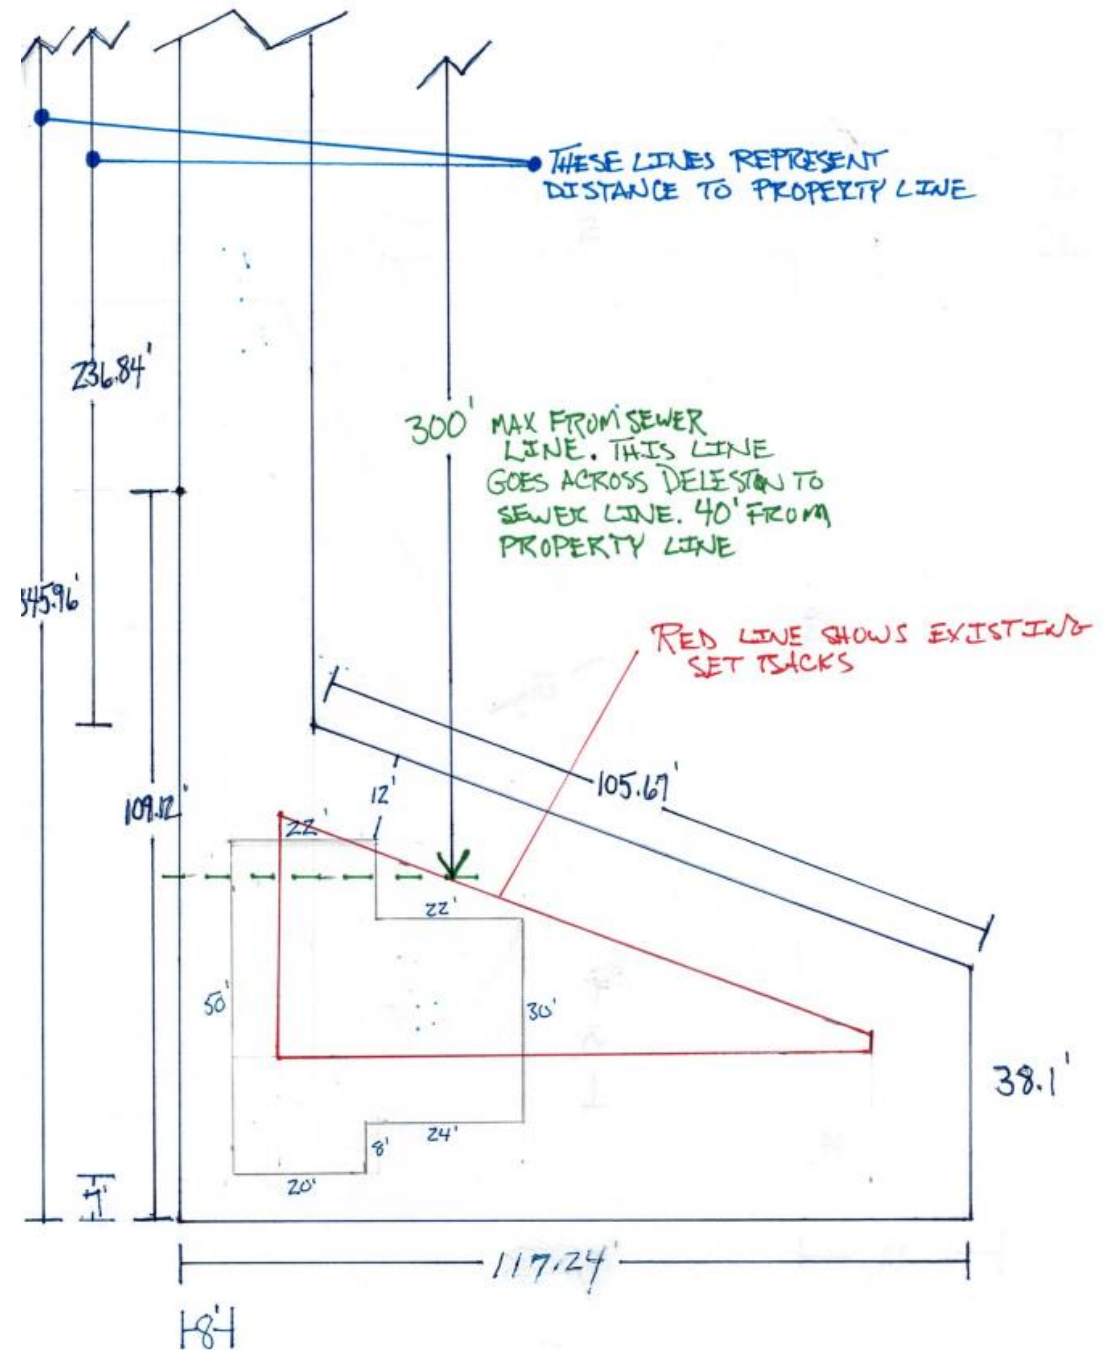 THESE LINES REPRESENT
DISTANCE TO PROPERTY LINE
236.84'
300' MAX FROM SEWER
LINE. THIS LINE
GOES ACROSS DELESTON TO
SEWER LINE. 40' FROM
PROPERTY LINE
345.96'
RED LINE SHOWS EXISTING
SET BACKS
105.67'
12'
109.12'
22'
22'
50'
30'
38.1'
24'
8'
20'
7'
117.24'
8'